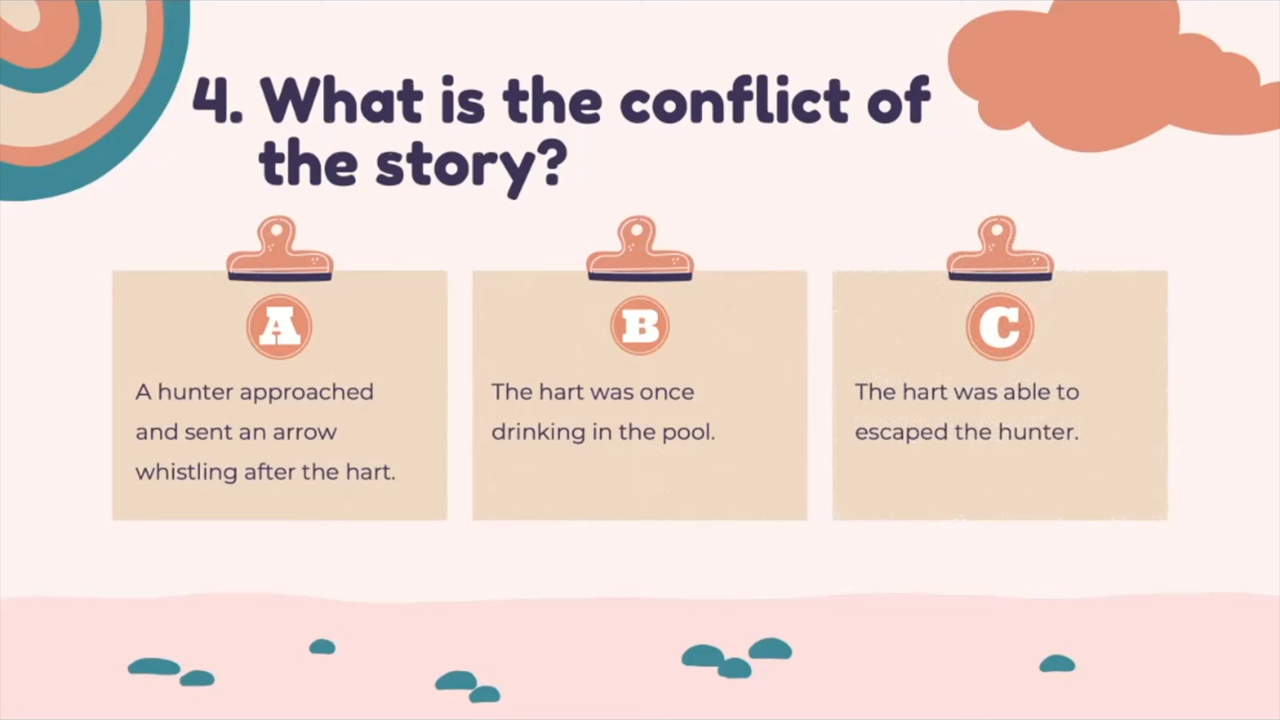 4. What is the conflict of
the story?
A
A hunter approached
and sent an arrow
whistling after the hart.
B
The hart was once
drinking in the pool.
C
The hart was able to
escaped the hunter.